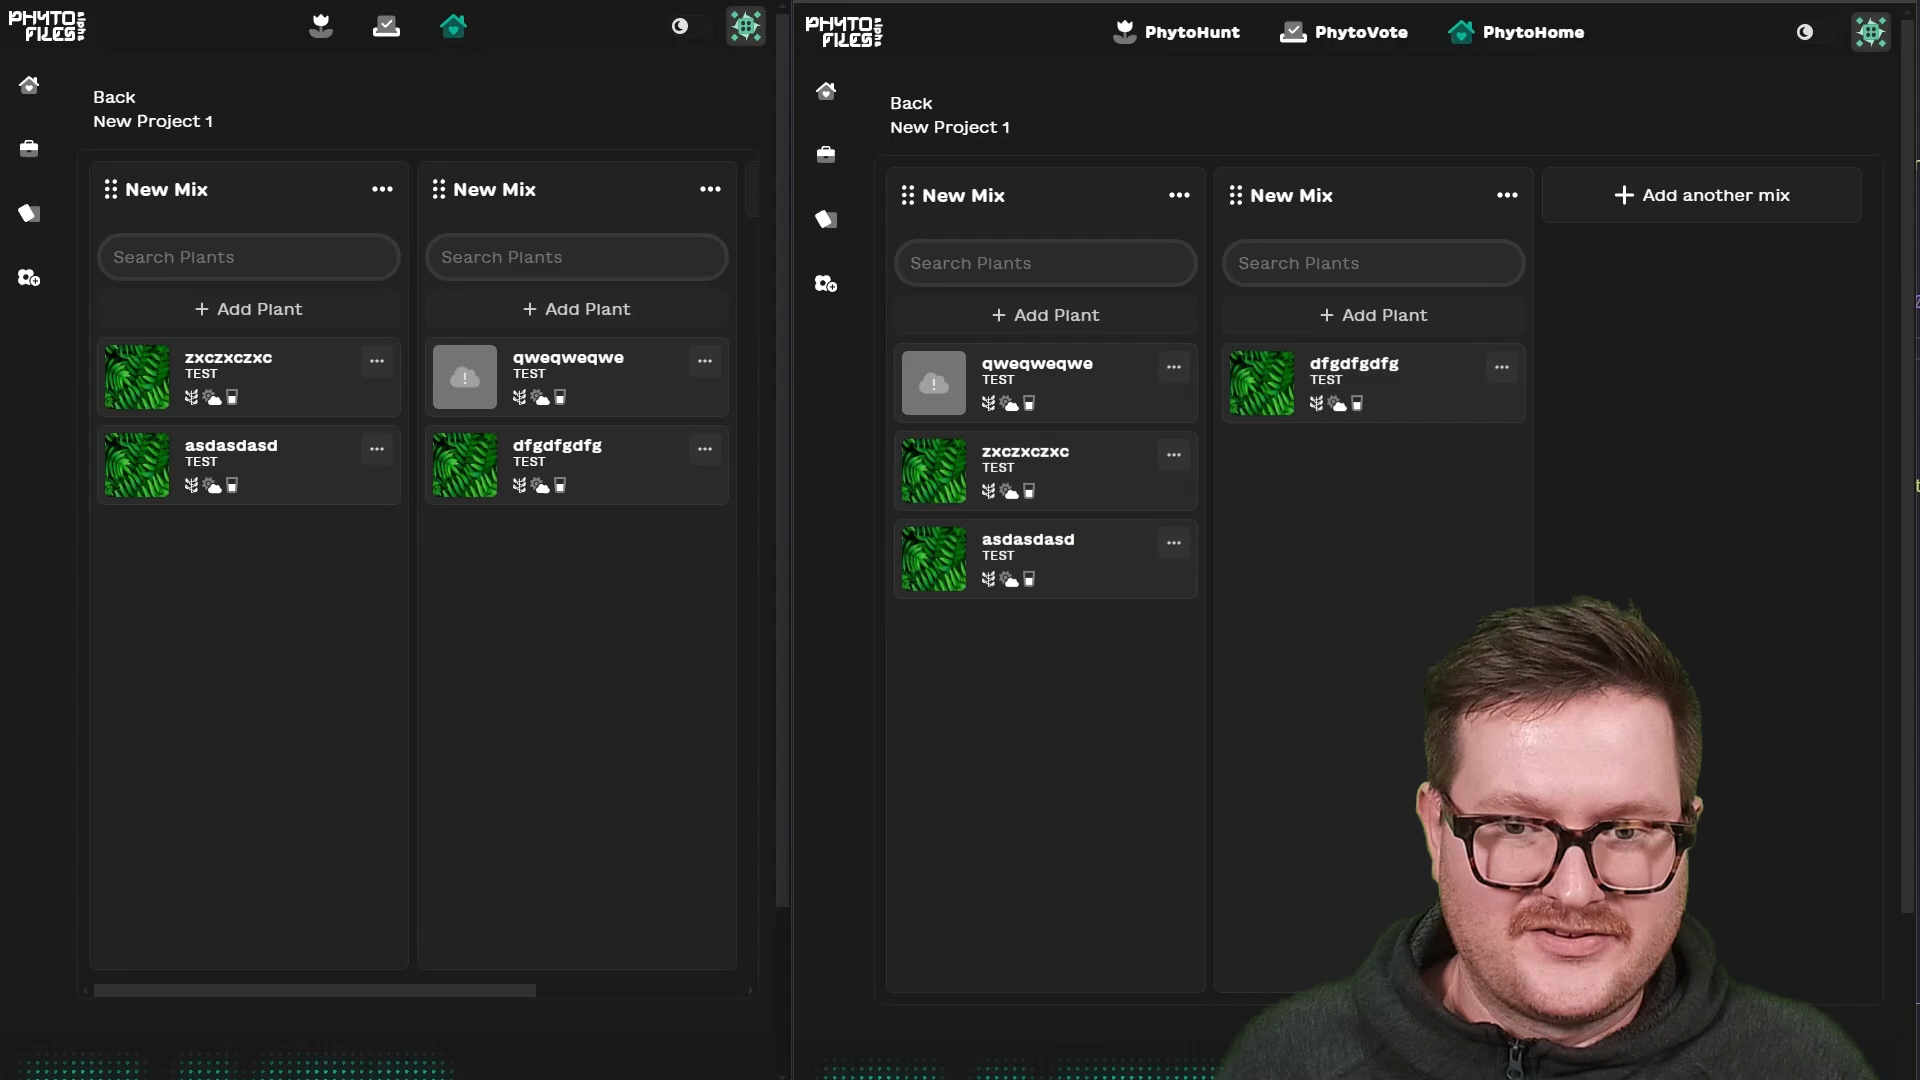 PHYTO
FILES
alpha
Back
New Project 1
New Mix
Search Plants
+ Add Plant
zxczxczxc
TEST
asdasdasd
TEST
New Mix
Search Plants
+ Add Plant
qweqweqwe
TEST
dfgdfgdfg
TEST
PHYTO
FILES
alpha
PhytoHunt
PhytoVote
PhytoHome
Back
New Project 1
New Mix
Search Plants
+ Add Plant
qweqweqwe
TEST
zxczxczxc
TEST
asdasdasd
TEST
New Mix
Search Plants
+ Add Plant
dfgdfgdfg
TEST
+ Add another mix